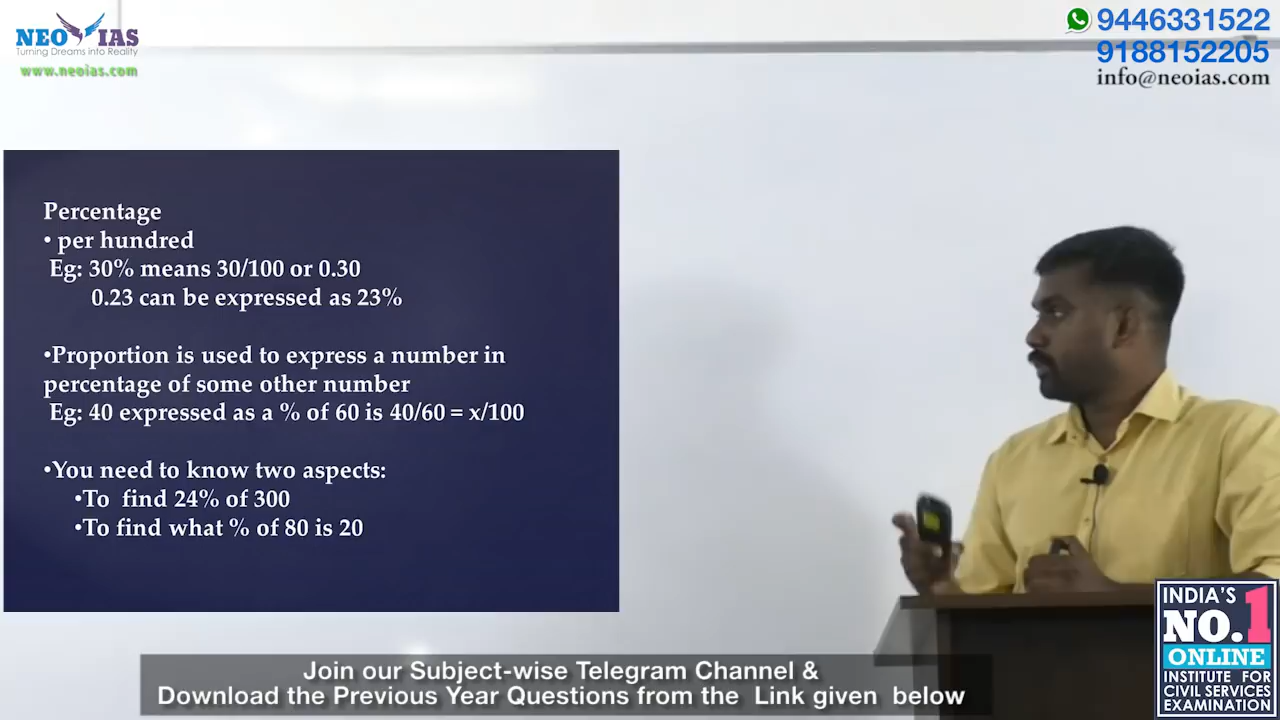 NEO IAS
Turning Dreams into Reality
www.neoias.com
9446331522
9188152205
info@neoias.com
Percentage
• per hundred
Eg: 30% means 30/100 or 0.30
0.23 can be expressed as 23%
•Proportion is used to express a number in
percentage of some other number
Eg: 40 expressed as a % of 60 is 40/60 = x/100
•You need to know two aspects:
•To find 24% of 300
•To find what % of 80 is 20
INDIA'S
NO.1
ONLINE
INSTITUTE FOR
CIVIL SERVICES
EXAMINATION
Join our Subject-wise Telegram Channel &
Download the Previous Year Questions from the Link given below